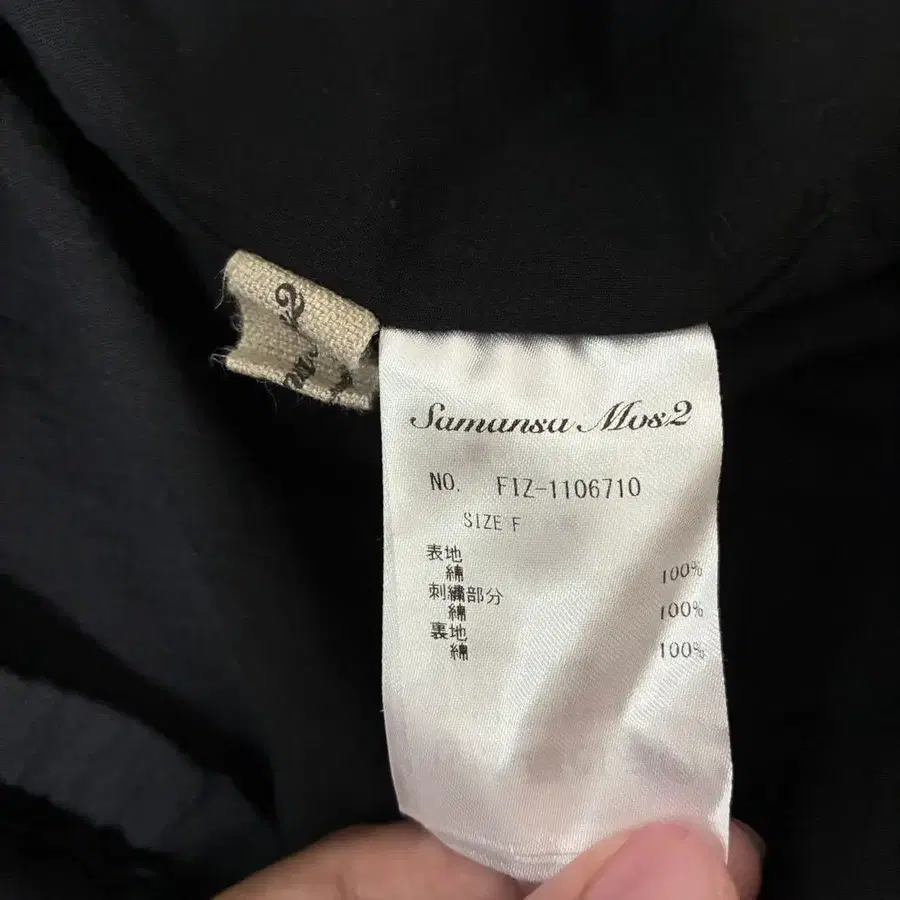 Samansa Mos2
NO. FIZ-1106710
SIZE F
表地
綿 100%
刺繍部分
綿 100%
裏地
綿 100%